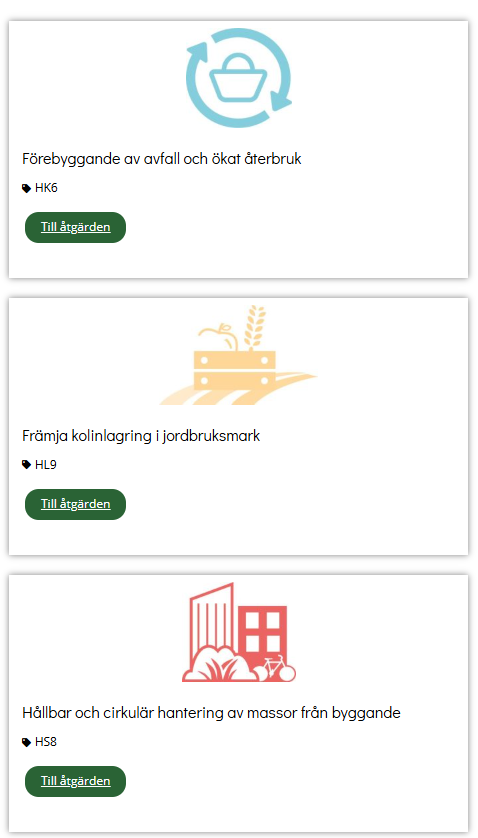 Förebyggande av avfall och ökat återbruk
HK6
Till åtgärden
Främja kolinlagring i jordbruksmark
HL9
Till åtgärden
Hållbar och cirkulär hantering av massor från byggande
HS8
Till åtgärden